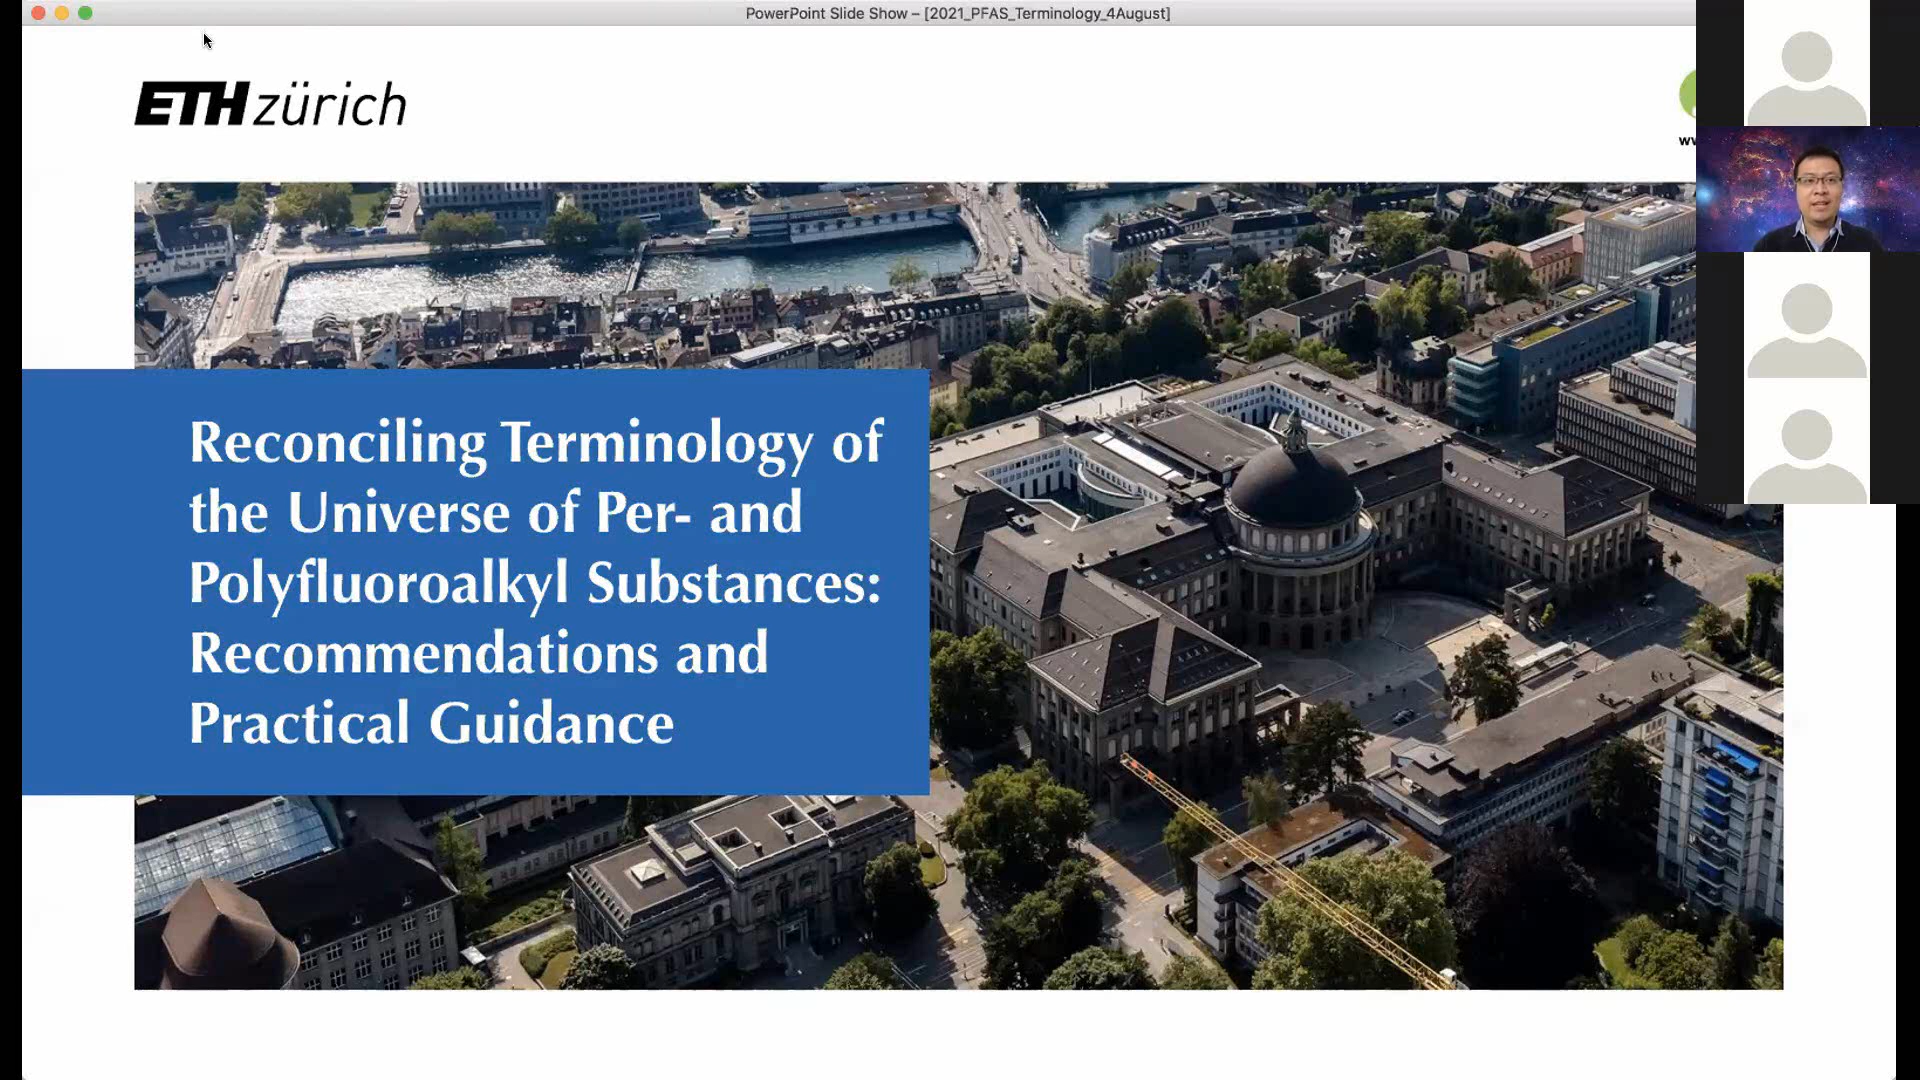 PowerPoint Slide Show – [2021_PFAS_Terminology_4August]
ETH zürich
Reconciling Terminology of
the Universe of Per- and
Polyfluoroalkyl Substances:
Recommendations and
Practical Guidance